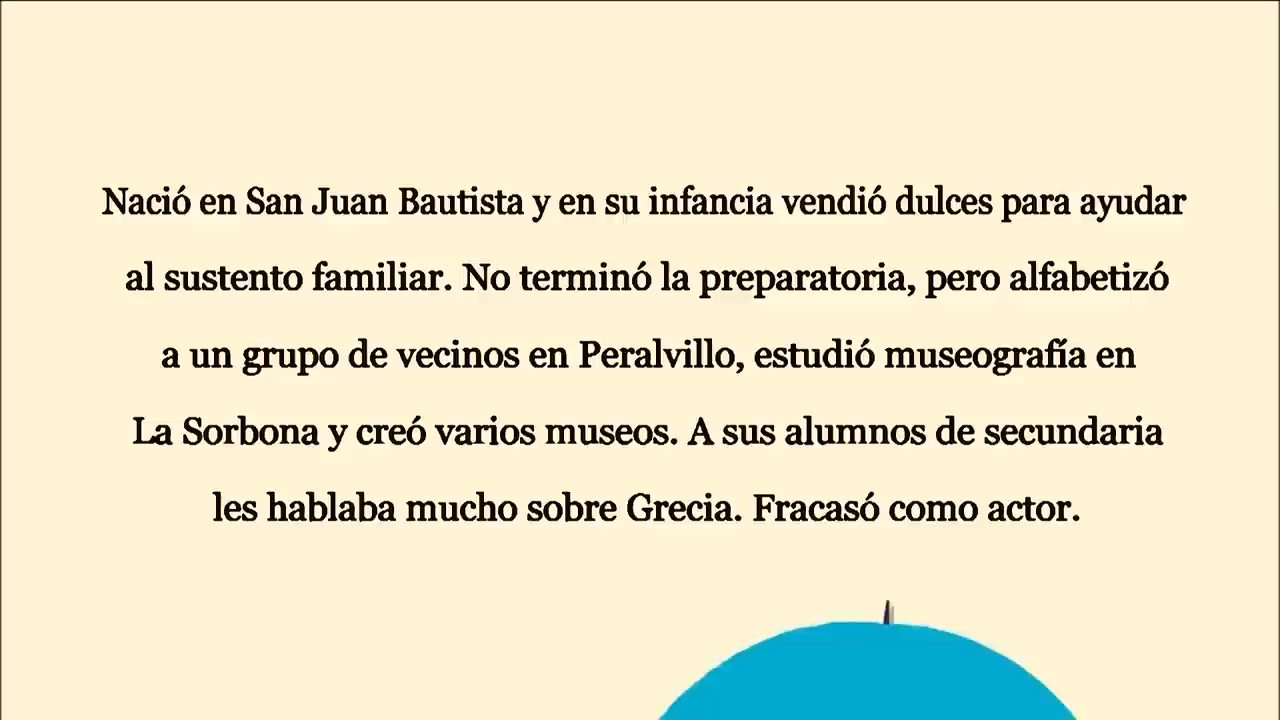 Nació en San Juan Bautista y en su infancia vendió dulces para ayudar
al sustento familiar. No terminó la preparatoria, pero alfabetizó
a un grupo de vecinos en Peralvillo, estudió museografía en
La Sorbona y creó varios museos. A sus alumnos de secundaria
les hablaba mucho sobre Grecia. Fracasó como actor.